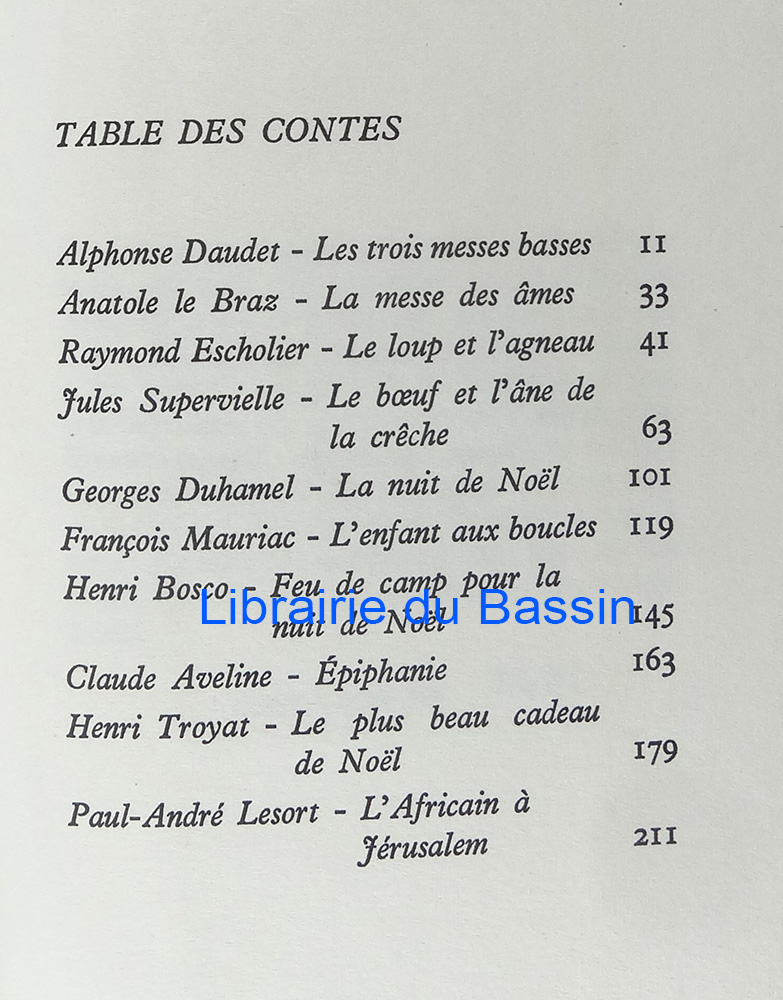 TABLE DES CONTES
Alphonse Daudet - Les trois messes basses 11
Anatole le Braz - La messe des âmes 33
Raymond Escholier - Le loup et l'agneau 41
Jules Supervielle - Le bœuf et l'âne de
la crêche 63
Georges Duhamel - La nuit de Noël 101
François Mauriac - L'enfant aux boucles 119
Henri Bosco - Feu de camp pour la
Librairie du Bassin
nuit de Noël 145
Claude Aveline - Épiphanie 163
Henri Troyat - Le plus beau cadeau
de Noël 179
Paul-André Lesort - L'Africain à
Jérusalem 211